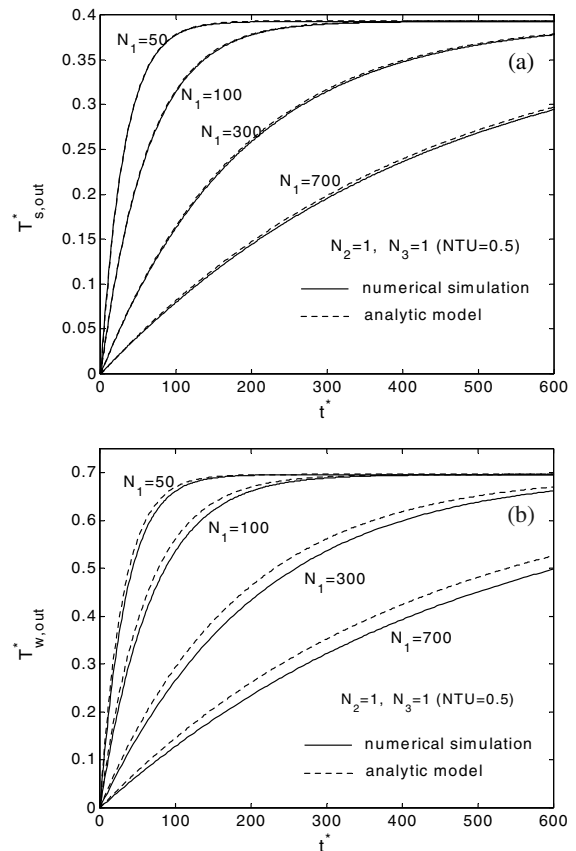 0.4
0.35
0.3
0.25
0.2
0.15
0.1
0.05
0
T*s,out
(a)
N1=50
N1=100
N1=300
N1=700
N2=1, N3=1 (NTU=0.5)
numerical simulation
analytic model
0 100 200 300 400 500 600
t*
0.7
0.6
0.5
0.4
0.3
0.2
0.1
0
T*w,out
(b)
N1=50
N1=100
N1=300
N1=700
N2=1, N3=1 (NTU=0.5)
numerical simulation
analytic model
0 100 200 300 400 500 600
t*